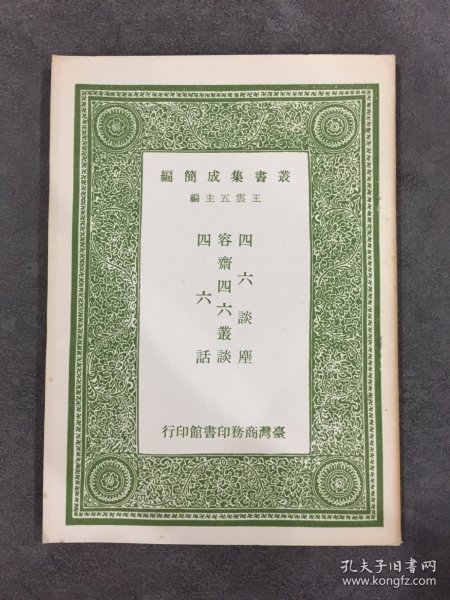 叢書集成簡編
王雲五主編
四六談麈
容齋四六叢談
四六話
臺灣商務印書館印行
孔夫子旧书网
www.kongfz.com